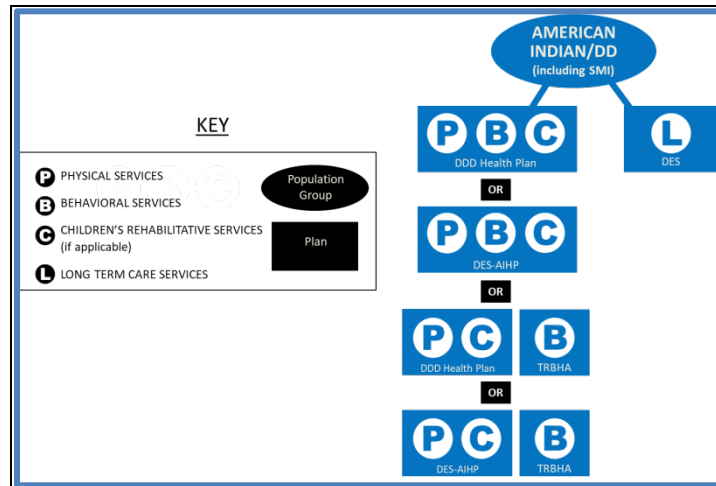 AMERICAN
INDIAN/DD
(including SMI)
KEY
P PHYSICAL SERVICES
B BEHAVIORAL SERVICES
C CHILDREN'S REHABILITATIVE SERVICES
(if applicable)
L LONG TERM CARE SERVICES
Population
Group
Plan
P B C
DDD Health Plan
L
DES
OR
P B C
DES-AIHP
OR
P C
DDD Health Plan
B
TRBHA
OR
P C
DES-AIHP
B
TRBHA